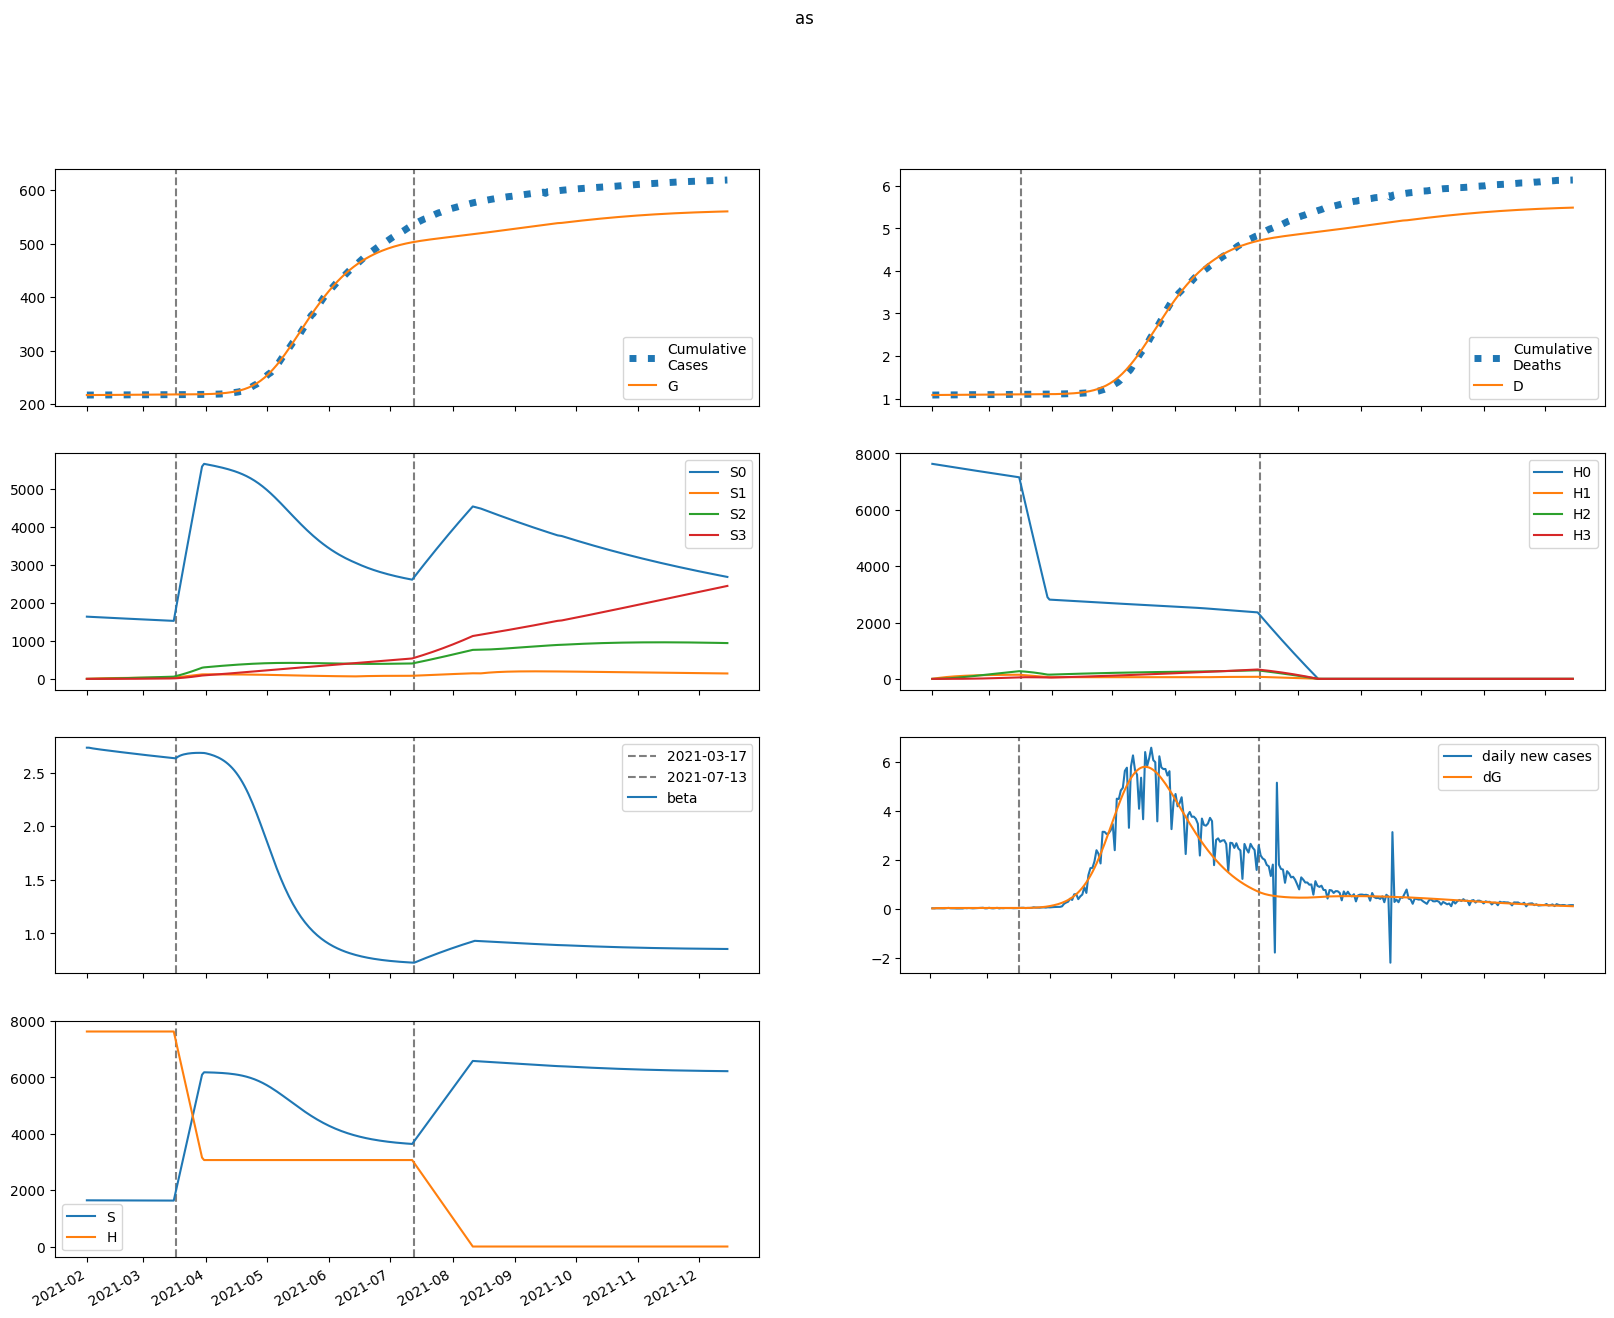 as
600
500
400
300
200
Cumulative
Cases
G
6
5
4
3
2
1
Cumulative
Deaths
D
5000
4000
3000
2000
1000
0
S0
S1
S2
S3
8000
6000
4000
2000
0
H0
H1
H2
H3
2.5
2.0
1.5
1.0
2021-03-17
2021-07-13
beta
6
4
2
0
−2
daily new cases
dG
8000
6000
4000
2000
0
S
H
2021-02
2021-03
2021-04
2021-05
2021-06
2021-07
2021-08
2021-09
2021-10
2021-11
2021-12